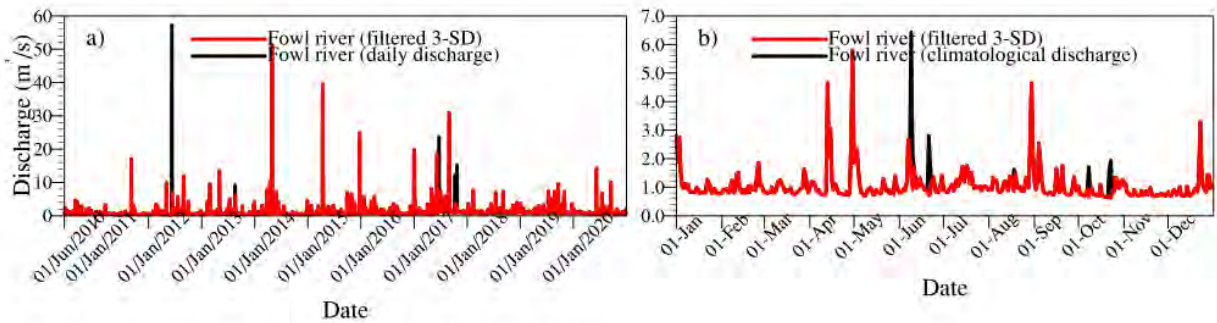 a)
Fowl river (filtered 3-SD)
Fowl river (daily discharge)
60
50
40
30
20
10
0
Discharge (m³/s)
01/Jun/2010
01/Jan/2011
01/Jan/2012
01/Jan/2013
01/Jan/2014
01/Jan/2015
01/Jan/2016
01/Jan/2017
01/Jan/2018
01/Jan/2019
01/Jan/2020
Date
b)
Fowl river (filtered 3-SD)
Fowl river (climatological discharge)
7.0
6.0
5.0
4.0
3.0
2.0
1.0
0.0
01-Jan
01-Feb
01-Mar
01-Apr
01-May
01-Jun
01-Jul
01-Aug
01-Sep
01-Oct
01-Nov
01-Dec
Date